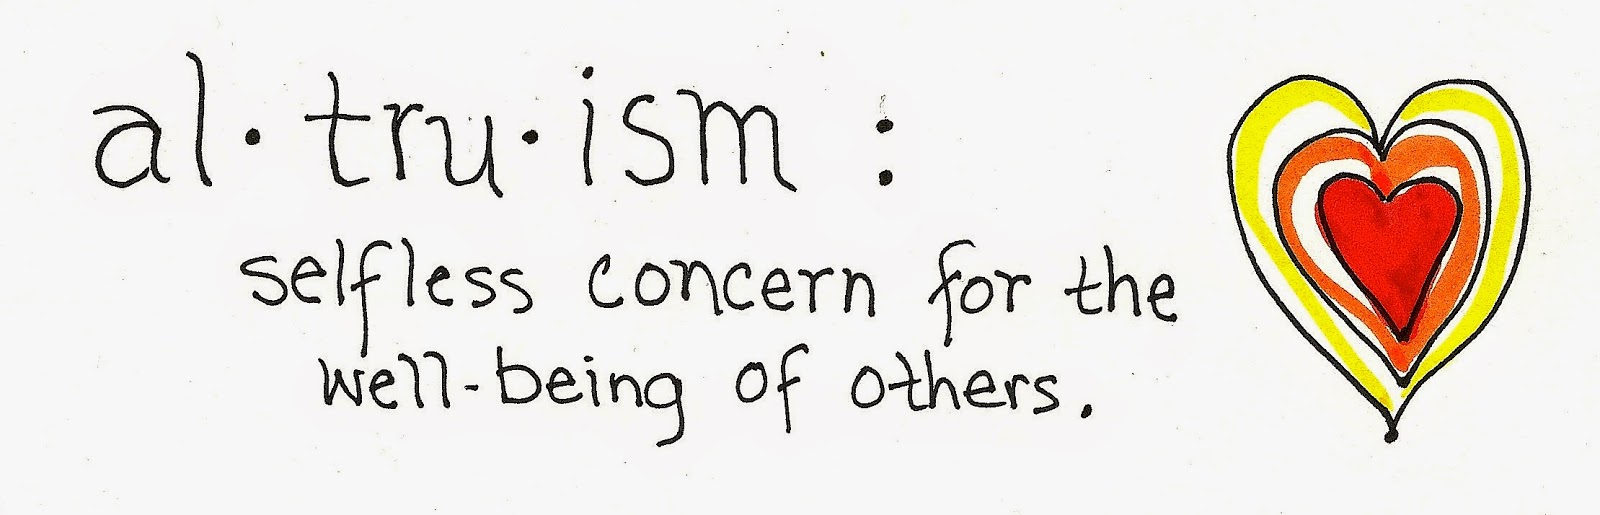 al·tru·ism :
selfless concern for the
well-being of others.